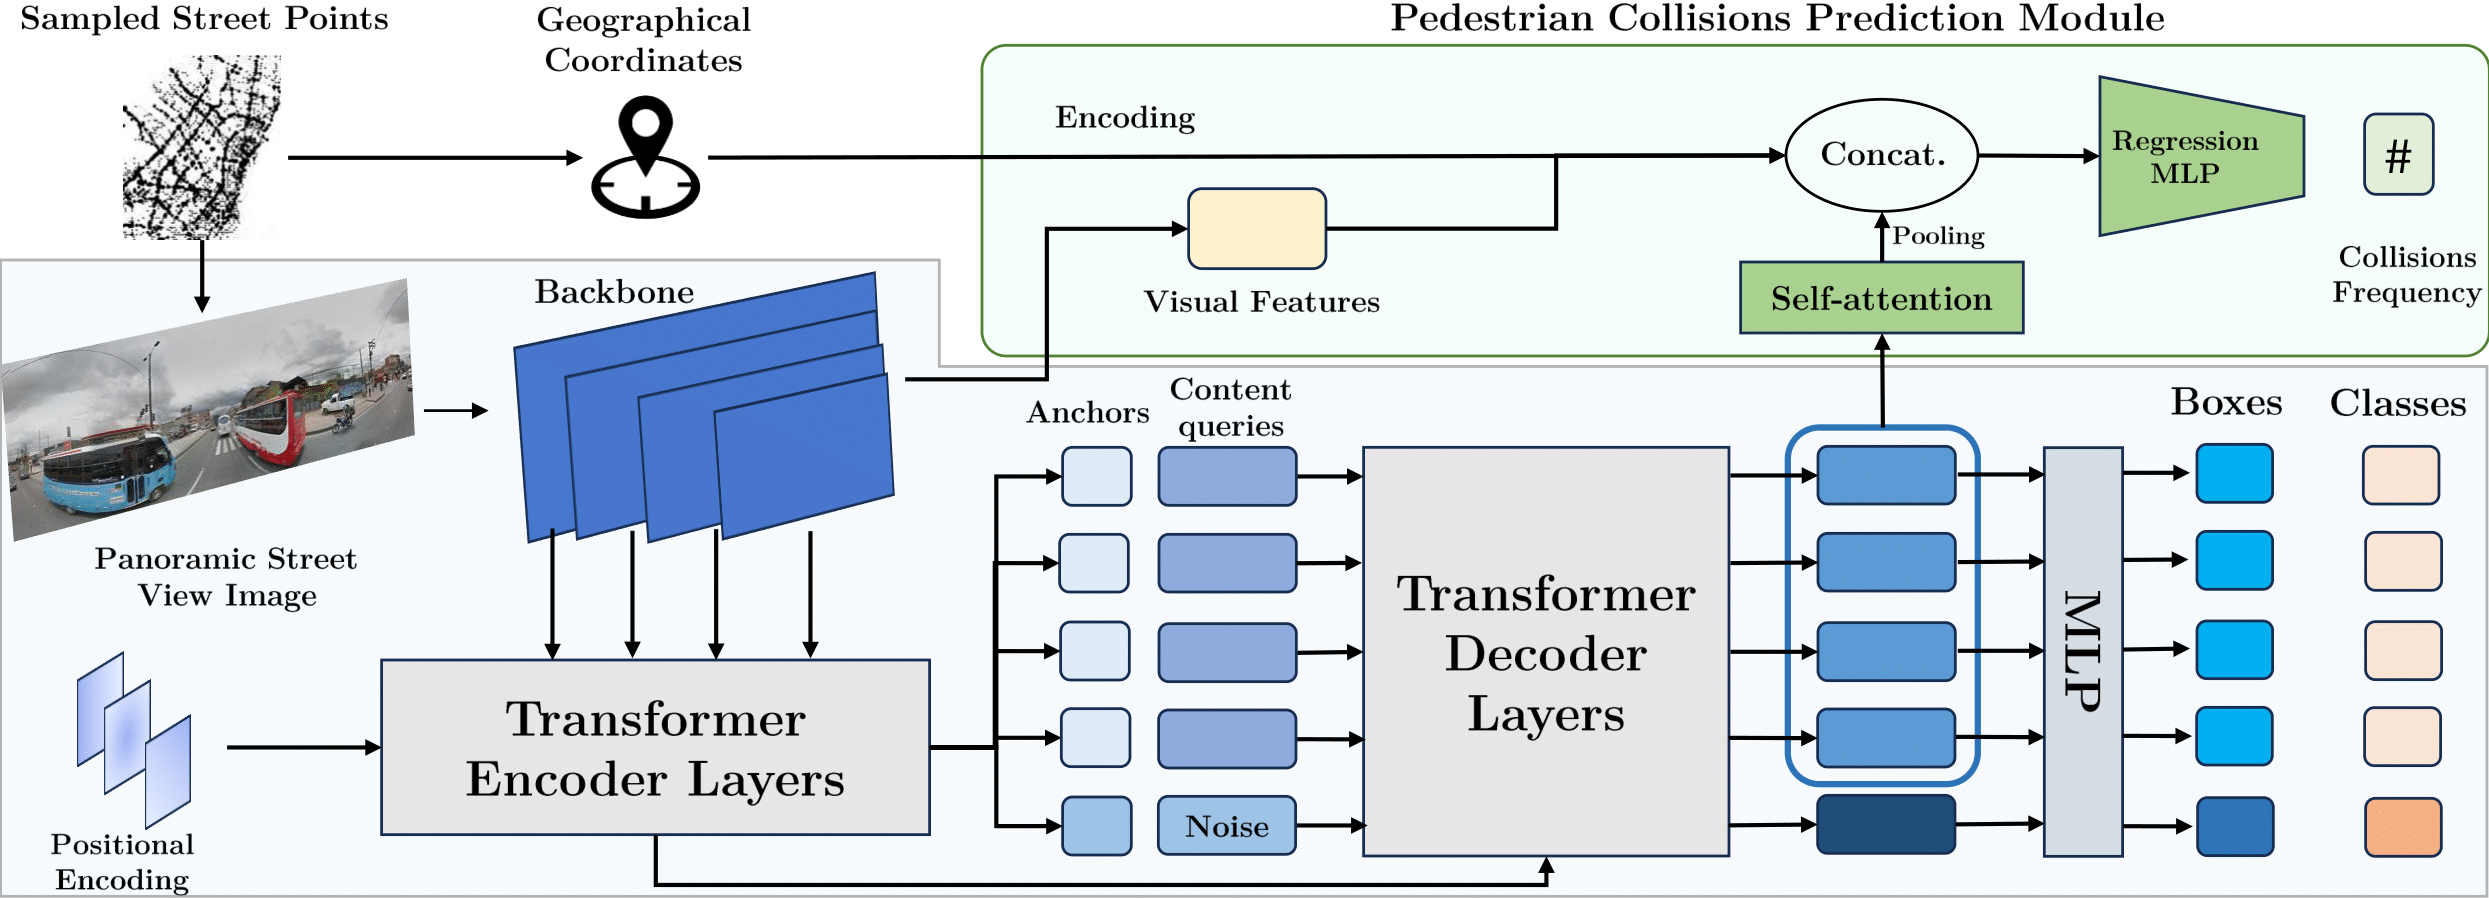 Sampled Street Points
Geographical
Coordinates
Pedestrian Collisions Prediction Module
Encoding
Concat.
Regression
MLP
#
Pooling
Collisions
Frequency
Visual Features
Self-attention
Backbone
Panoramic Street
View Image
Anchors
Content
queries
Boxes
Classes
Transformer
Decoder
Layers
MLP
Transformer
Encoder Layers
Noise
Positional
Encoding